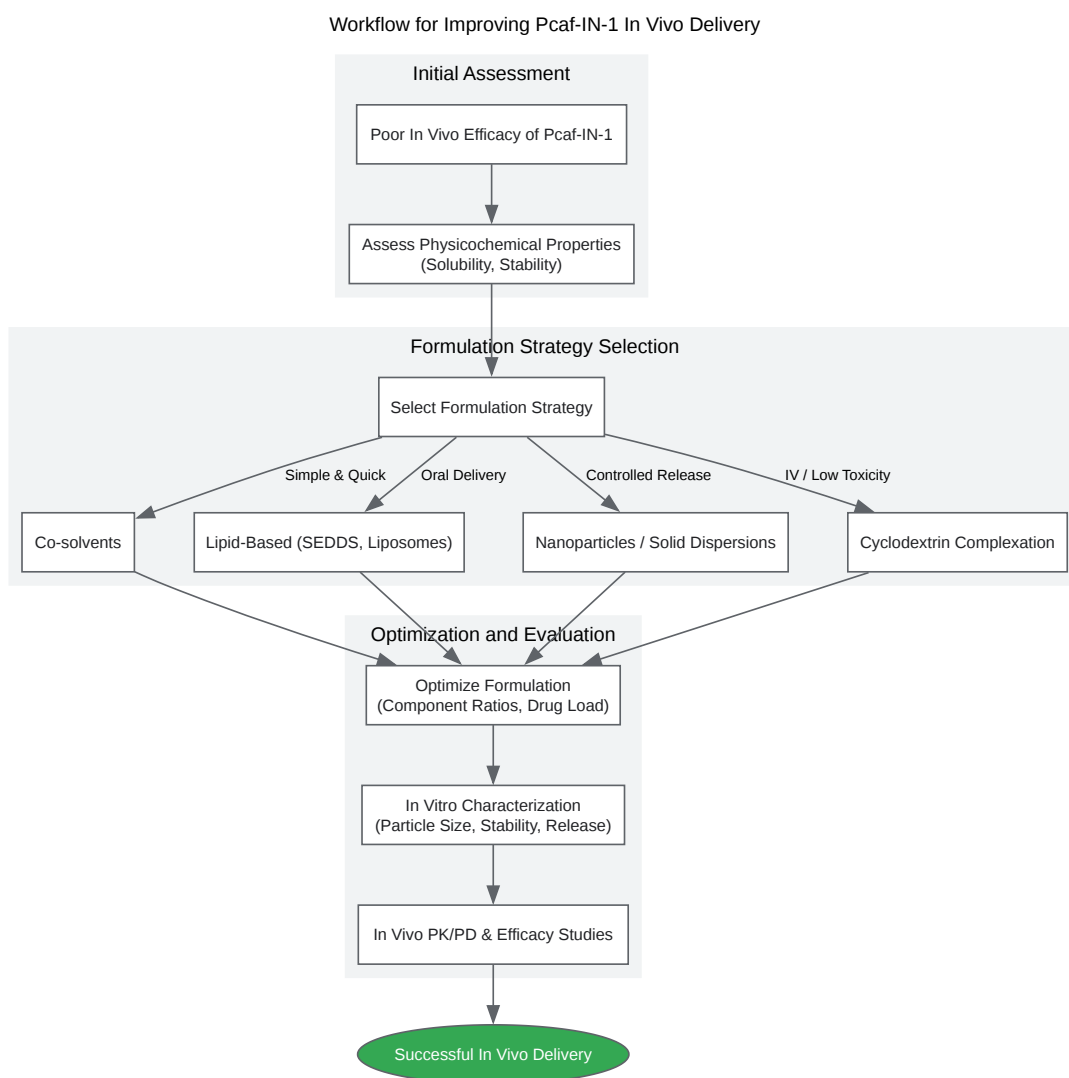 Workflow for Improving Pcaf-IN-1 In Vivo Delivery
Initial Assessment
Poor In Vivo Efficacy of Pcaf-IN-1
Assess Physicochemical Properties
(Solubility, Stability)
Formulation Strategy Selection
Select Formulation Strategy
Simple & Quick
Oral Delivery
Controlled Release
IV / Low Toxicity
Co-solvents
Lipid-Based (SEDDS, Liposomes)
Nanoparticles / Solid Dispersions
Cyclodextrin Complexation
Optimization and Evaluation
Optimize Formulation
(Component Ratios, Drug Load)
In Vitro Characterization
(Particle Size, Stability, Release)
In Vivo PK/PD & Efficacy Studies
Successful In Vivo Delivery